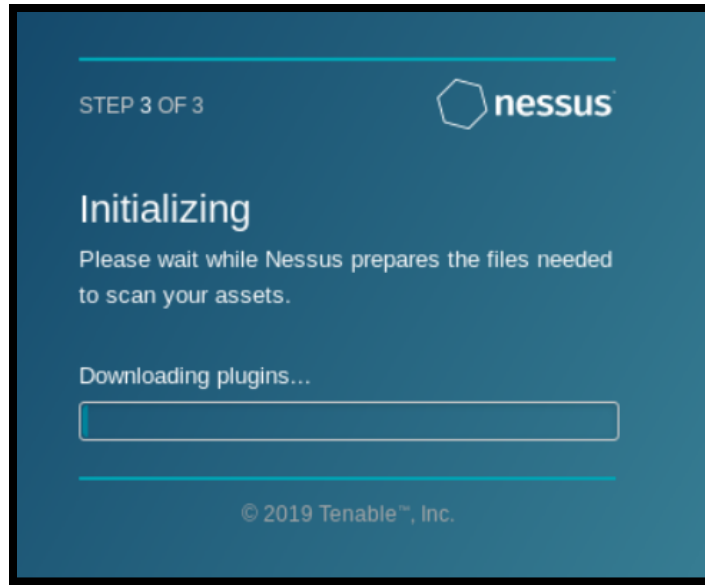 STEP 3 OF 3
nessus
Initializing
Please wait while Nessus prepares the files needed
to scan your assets.
Downloading plugins...
© 2019 Tenable™, Inc.